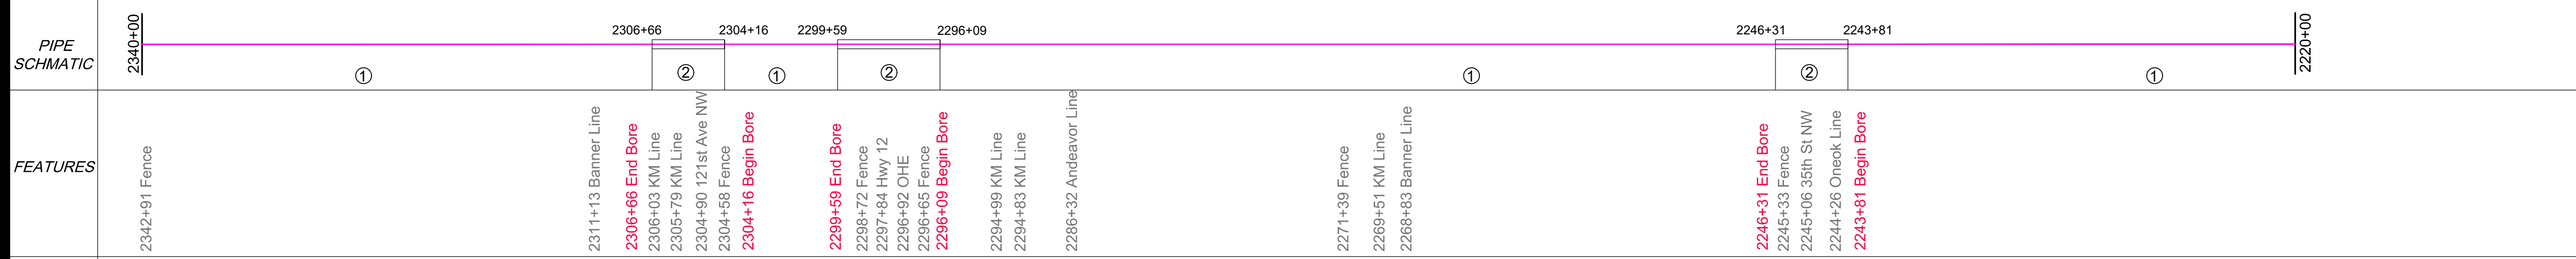 PIPE
SCHMATIC
2340+00
①
2306+66
②
2304+16
①
2299+59
②
2296+09
①
2246+31
②
2243+81
①
2220+00
FEATURES
2342+91 Fence
2311+13 Banner Line
2306+66 End Bore
2306+03 KM Line
2305+79 KM Line
2304+90 121st Ave NW
2304+58 Fence
2304+16 Begin Bore
2299+59 End Bore
2298+72 Fence
2297+84 Hwy 12
2296+92 OHE
2296+65 Fence
2296+09 Begin Bore
2294+99 KM Line
2294+83 KM Line
2286+32 Andeavor Line
2271+39 Fence
2269+51 KM Line
2268+83 Banner Line
2246+31 End Bore
2245+33 Fence
2245+06 35th St NW
2244+26 Oneok Line
2243+81 Begin Bore